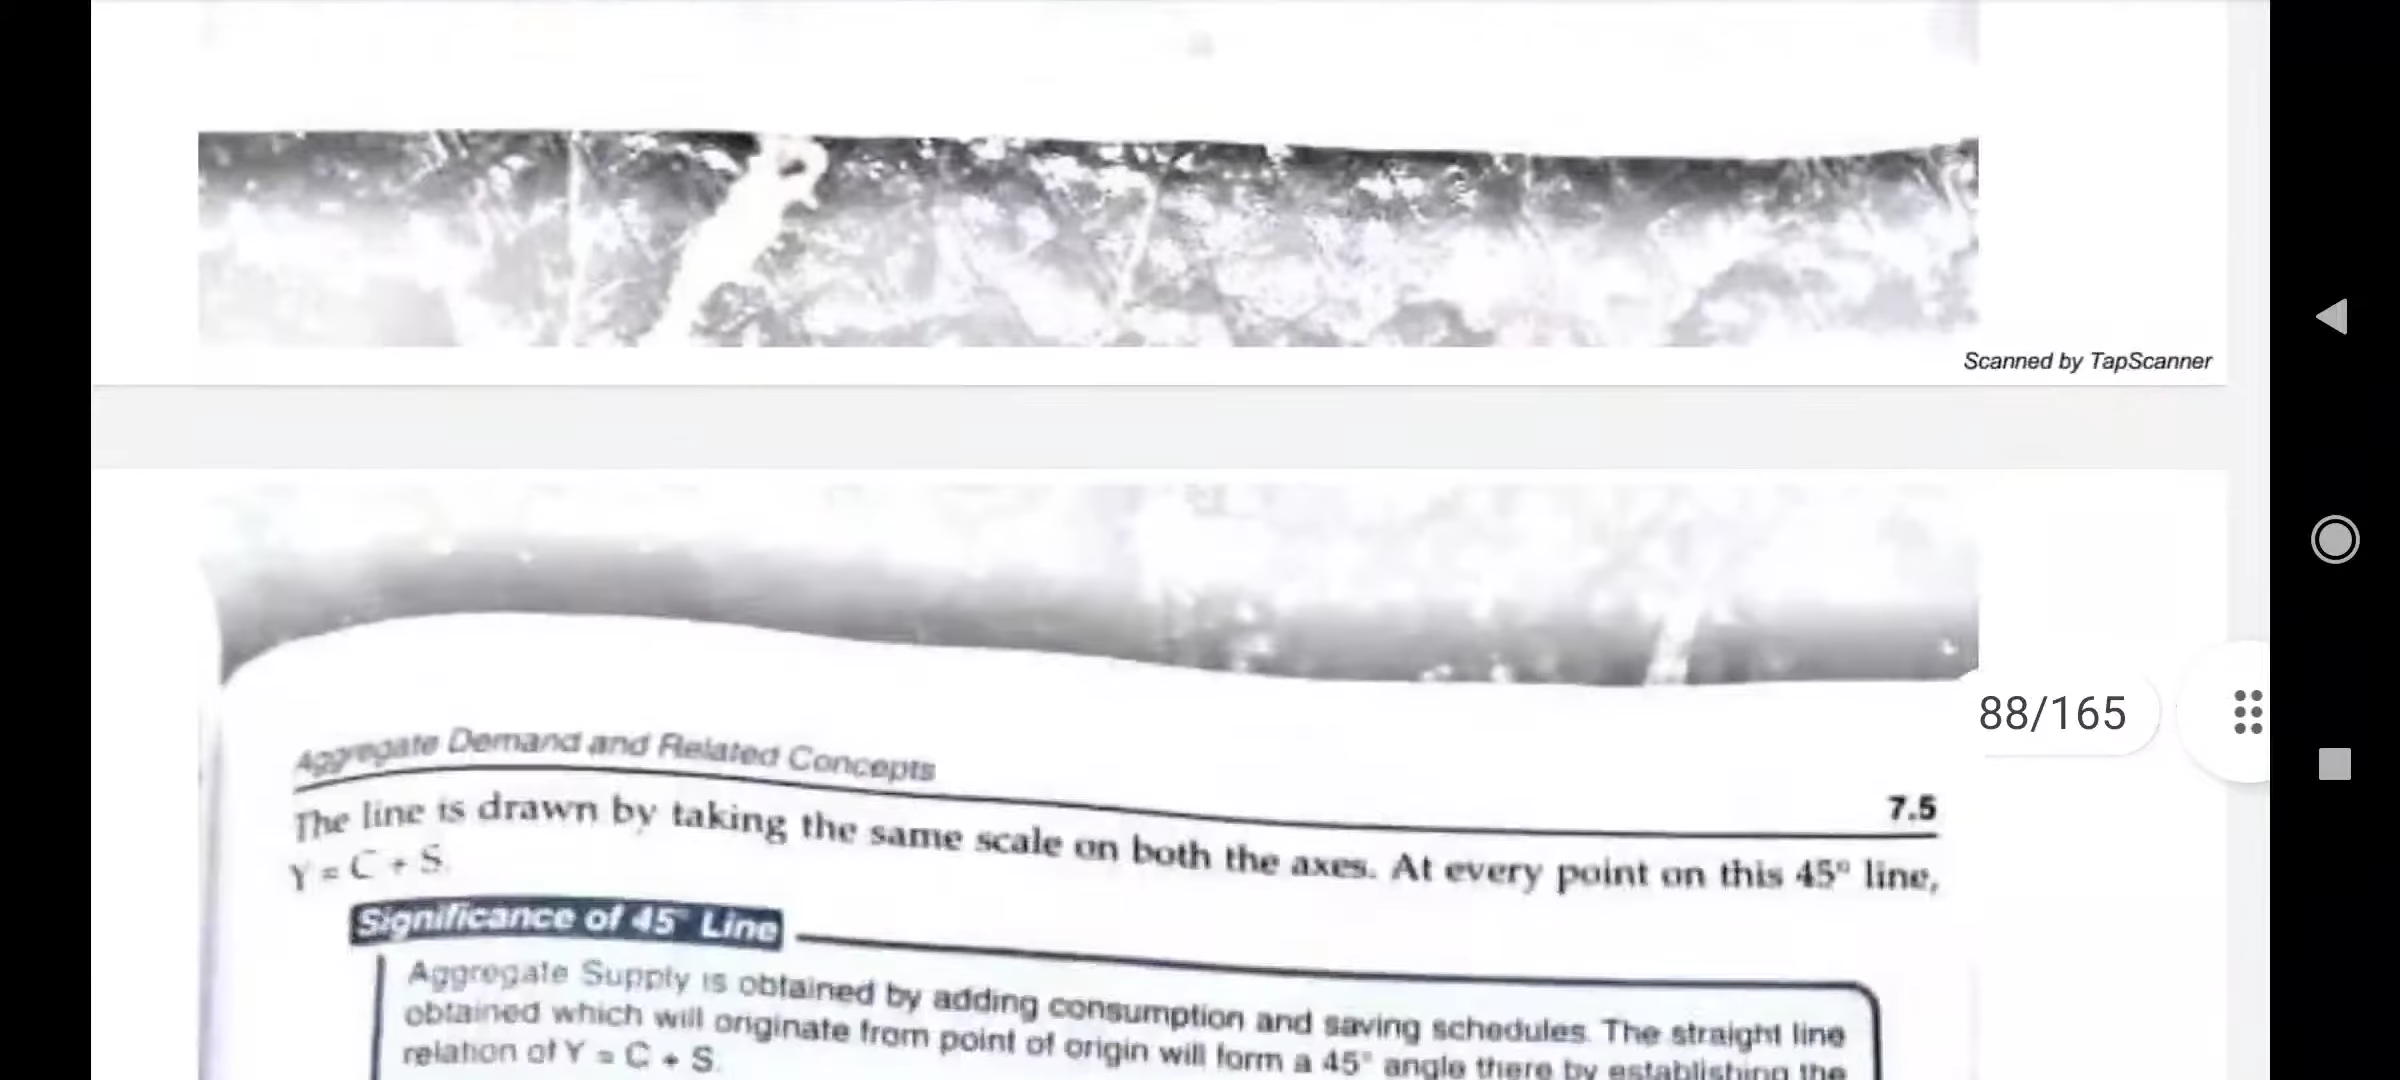 Scanned by TapScanner
88/165
Aggregate Demand and Related Concepts
7.5
The line is drawn by taking the same scale on both the axes. At every point on this 45° line,
Y = C + S.
Significance of 45° Line
Aggregate Supply is obtained by adding consumption and saving schedules. The straight line
obtained which will originate from point of origin will form a 45° angle there by establishing the
relation of Y = C + S.